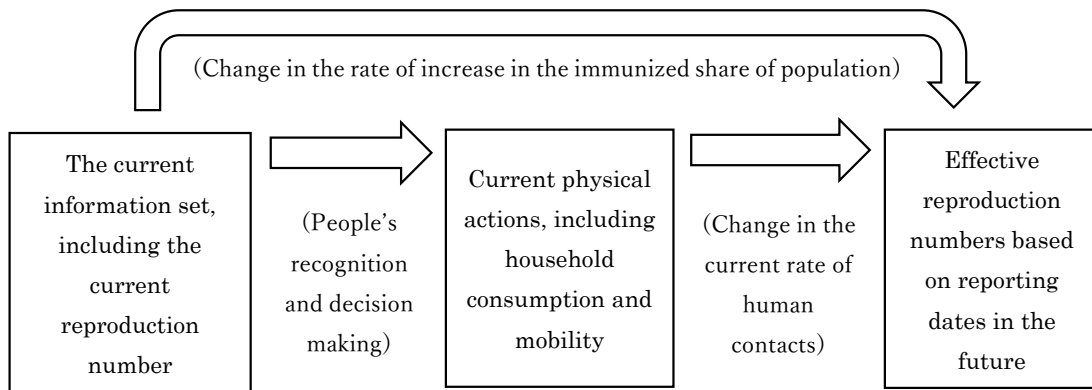 (Change in the rate of increase in the immunized share of population)
The current
information set,
including the
current
reproduction
number
(People's
recognition
and decision
making)
Current physical
actions, including
household
consumption and
mobility
(Change in the
current rate of
human
contacts)
Effective
reproduction
numbers based
on reporting
dates in the
future